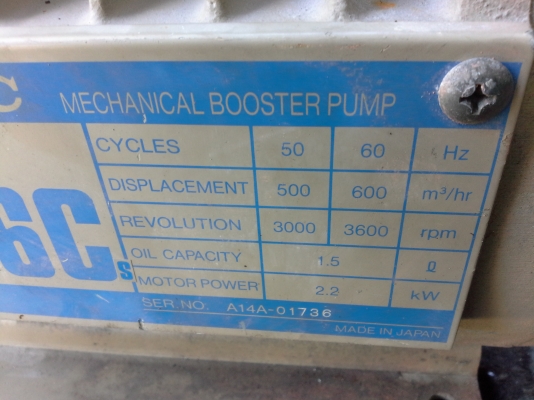 C
MECHANICAL BOOSTER PUMP
CYCLES 50 60 Hz
DISPLACEMENT 500 600 m³/hr
6Cs
REVOLUTION 3000 3600 rpm
OIL CAPACITY 1.5 ℓ
MOTOR POWER 2.2 kW
SER.NO. A14A-01736
MADE IN JAPAN